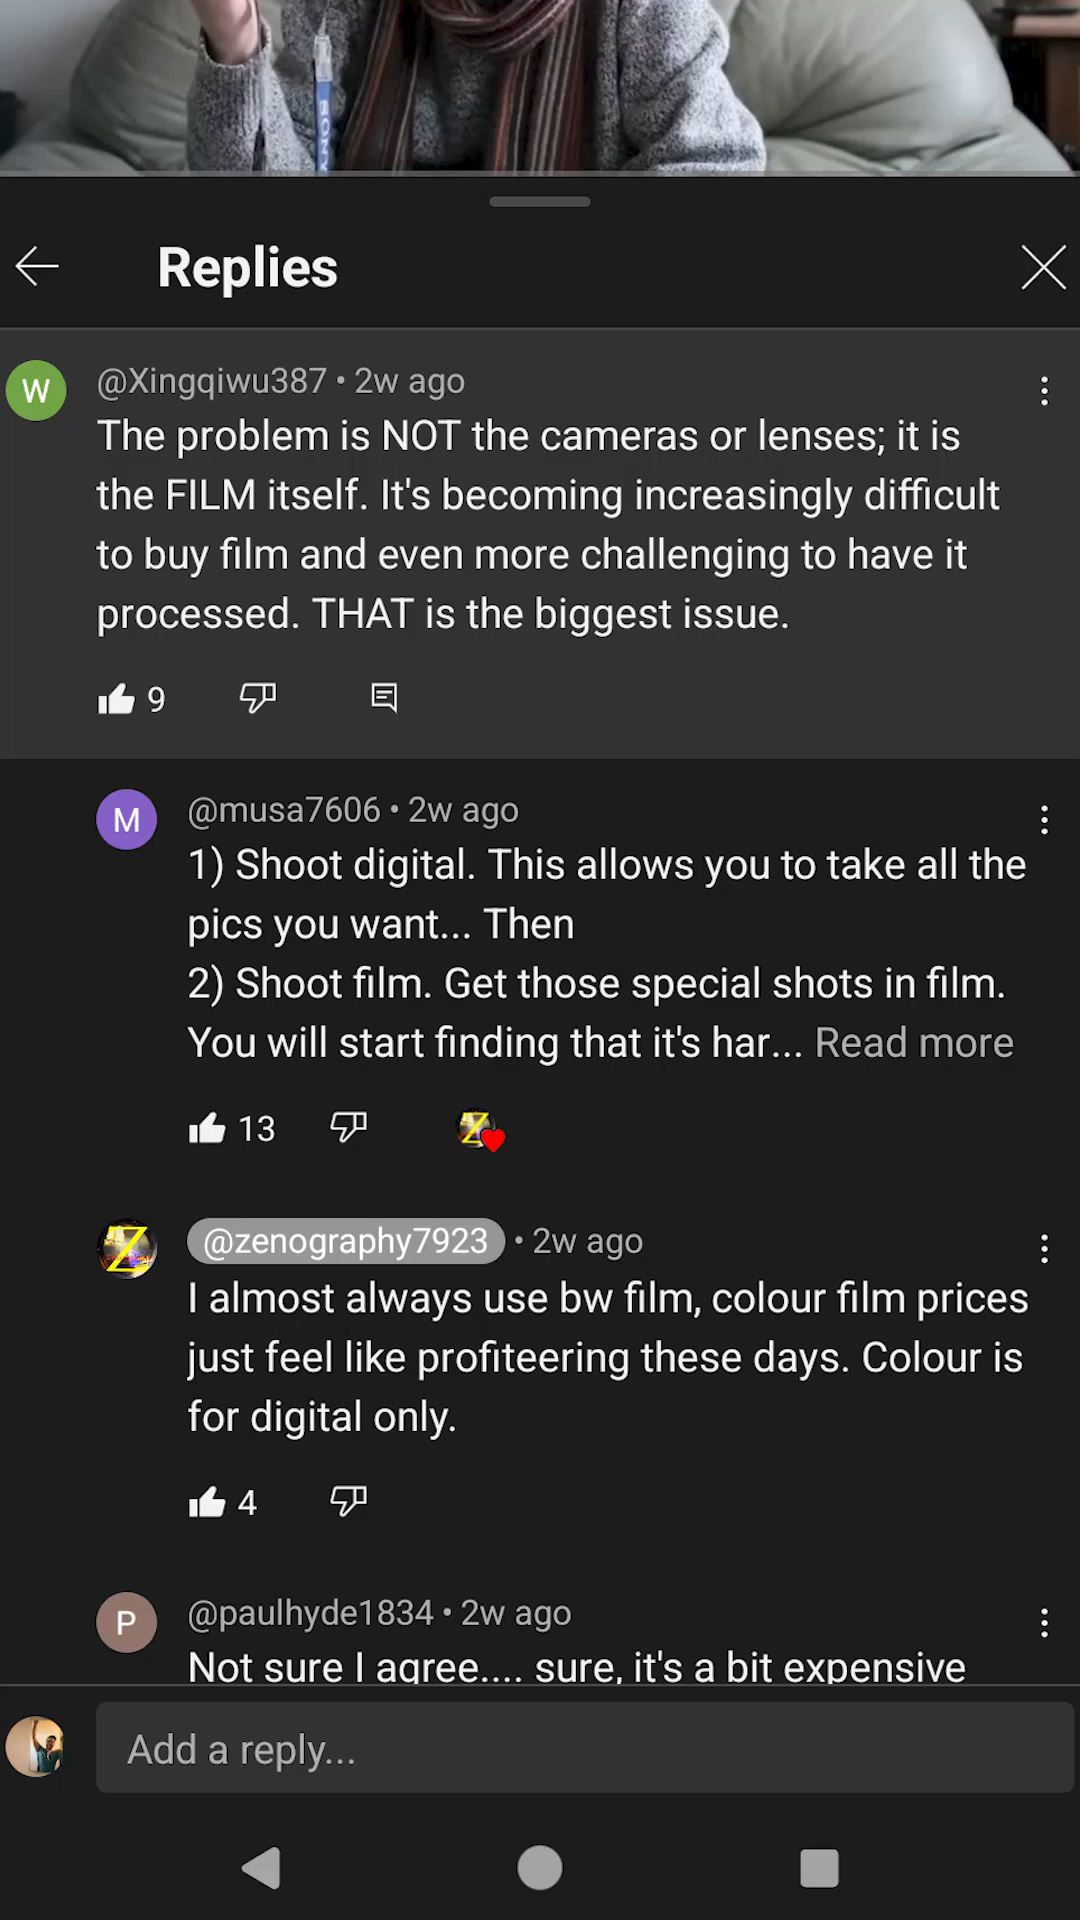 SONY
Replies
@Xingqiwu387 • 2w ago
W
The problem is NOT the cameras or lenses; it is
the FILM itself. It's becoming increasingly difficult
to buy film and even more challenging to have it
processed. THAT is the biggest issue.
9
@musa7606 • 2w ago
M
1) Shoot digital. This allows you to take all the
pics you want... Then
2) Shoot film. Get those special shots in film.
You will start finding that it's har... Read more
13
Z
@zenography7923 • 2w ago
Z
I almost always use bw film, colour film prices
just feel like profiteering these days. Colour is
for digital only.
4
@paulhyde1834 • 2w ago
P
Not sure I agree.... sure, it's a bit expensive
Add a reply...